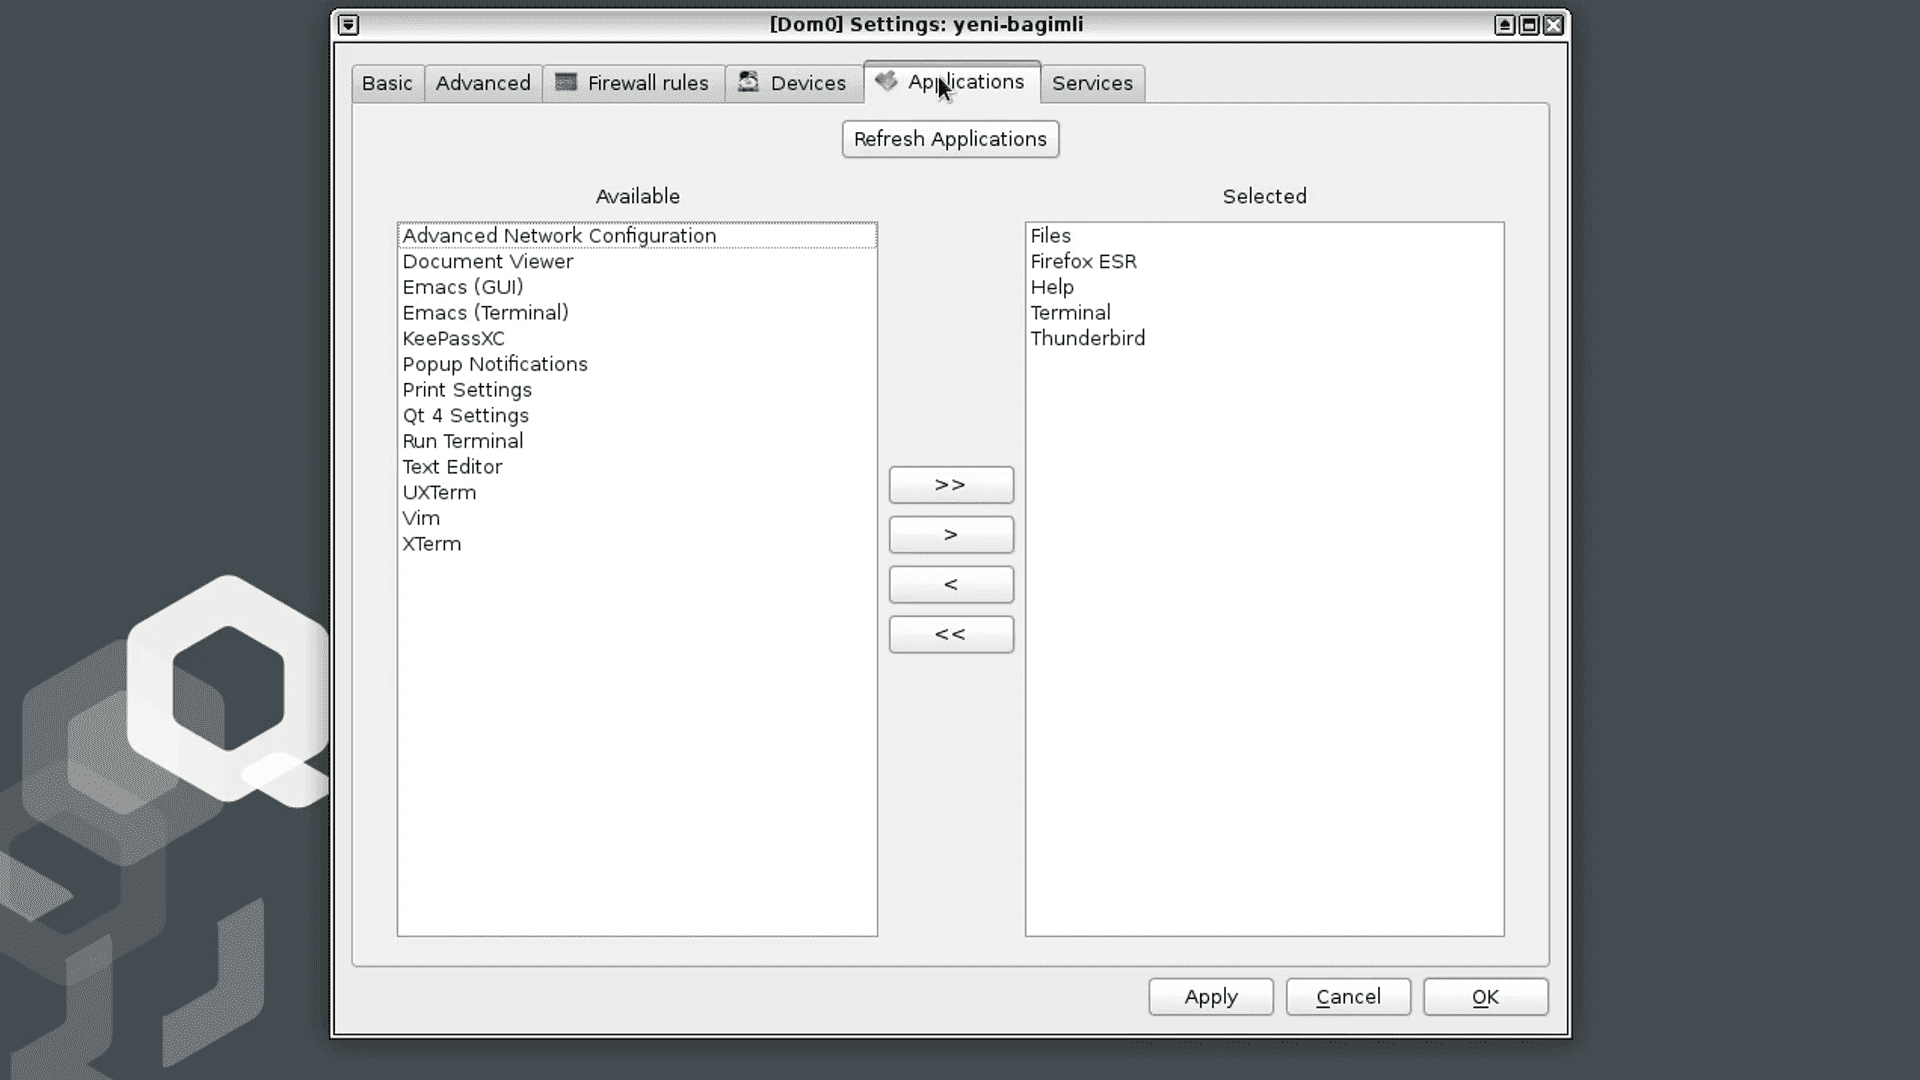 [Dom0] Settings: yeni-bagimli
Basic Advanced Firewall rules Devices Applications Services
Refresh Applications
Available
Selected
Advanced Network Configuration
Document Viewer
Emacs (GUI)
Emacs (Terminal)
KeePassXC
Popup Notifications
Print Settings
Qt 4 Settings
Run Terminal
Text Editor
UXTerm
Vim
XTerm
>>
>
<
<<
Files
Firefox ESR
Help
Terminal
Thunderbird
Apply Cancel OK